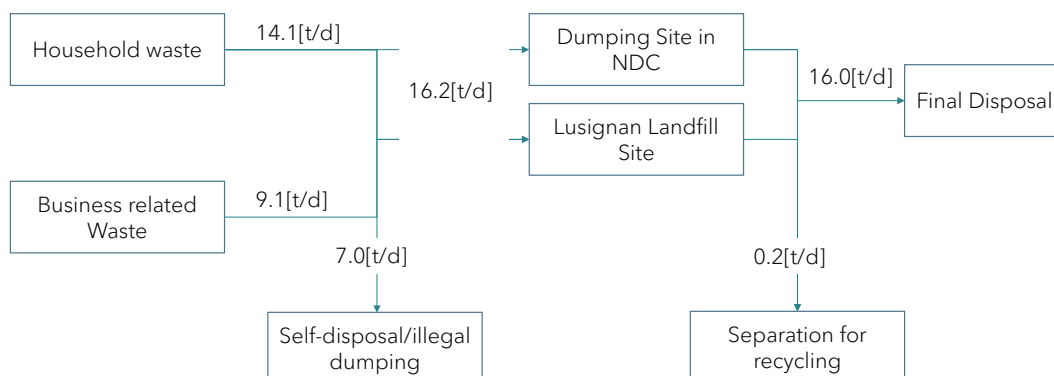 Household waste
14.1[t/d]
Dumping Site in
NDC
16.2[t/d]
16.0[t/d]
Final Disposal
Lusignan Landfill
Site
Business related
Waste
9.1[t/d]
7.0[t/d]
0.2[t/d]
Self-disposal/illegal
dumping
Separation for
recycling